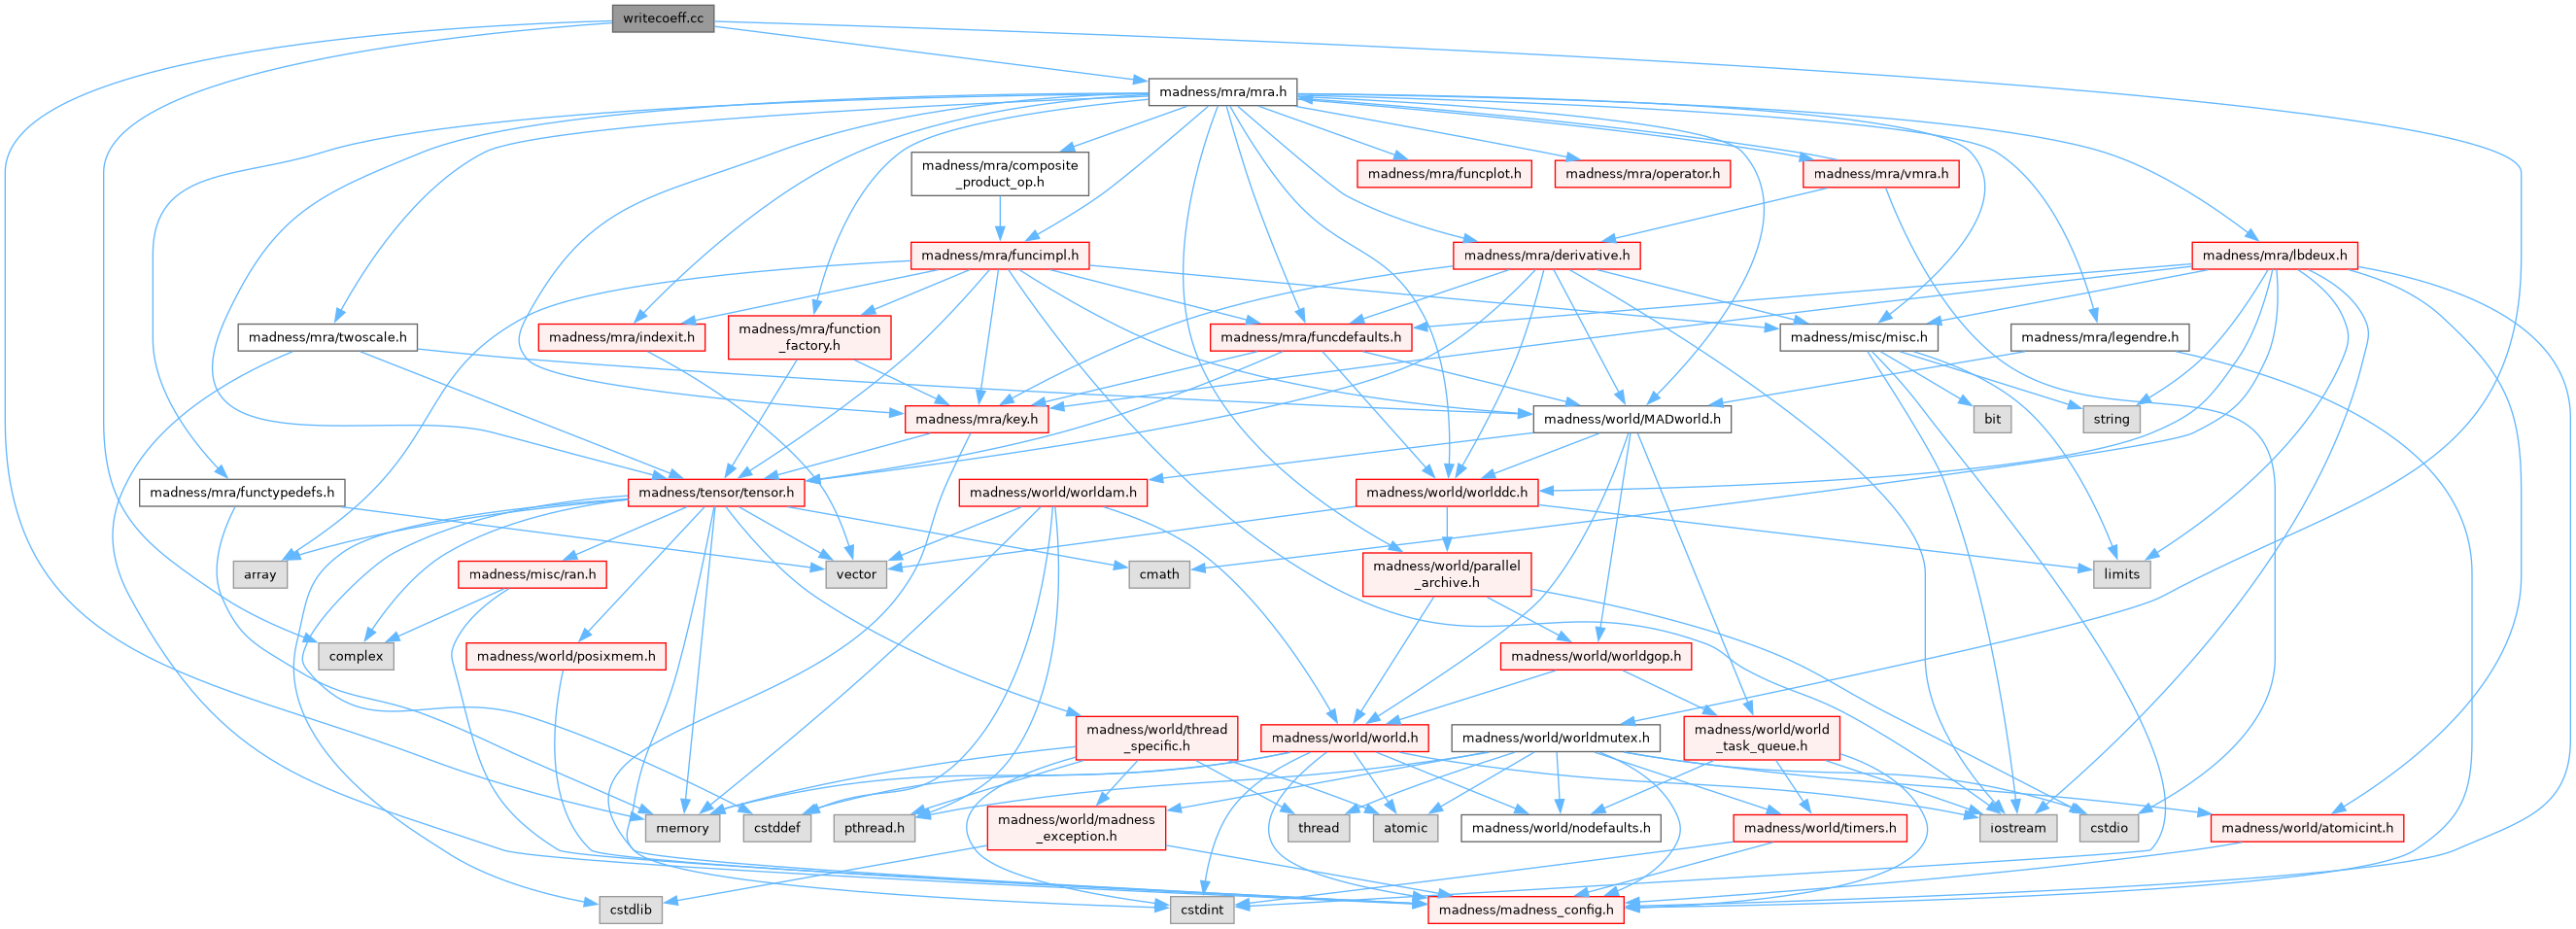 writecoeff.cc
madness/mra/mra.h
madness/mra/composite
_product_op.h
madness/mra/funcplot.h
madness/mra/operator.h
madness/mra/vmra.h
madness/mra/funcimpl.h
madness/mra/derivative.h
madness/mra/lbdeux.h
madness/mra/twoscale.h
madness/mra/indexit.h
madness/mra/function
_factory.h
madness/mra/funcdefaults.h
madness/misc/misc.h
madness/mra/legendre.h
madness/mra/key.h
madness/world/MADworld.h
bit
string
madness/mra/functypedefs.h
madness/tensor/tensor.h
madness/world/worldam.h
madness/world/worlddc.h
array
madness/misc/ran.h
vector
cmath
madness/world/parallel
_archive.h
limits
complex
madness/world/posixmem.h
madness/world/worldgop.h
madness/world/thread
_specific.h
madness/world/world.h
madness/world/worldmutex.h
madness/world/world
_task_queue.h
memory
cstddef
pthread.h
madness/world/madness
_exception.h
thread
atomic
madness/world/nodefaults.h
madness/world/timers.h
iostream
cstdio
madness/world/atomicint.h
cstdlib
cstdint
madness/madness_config.h